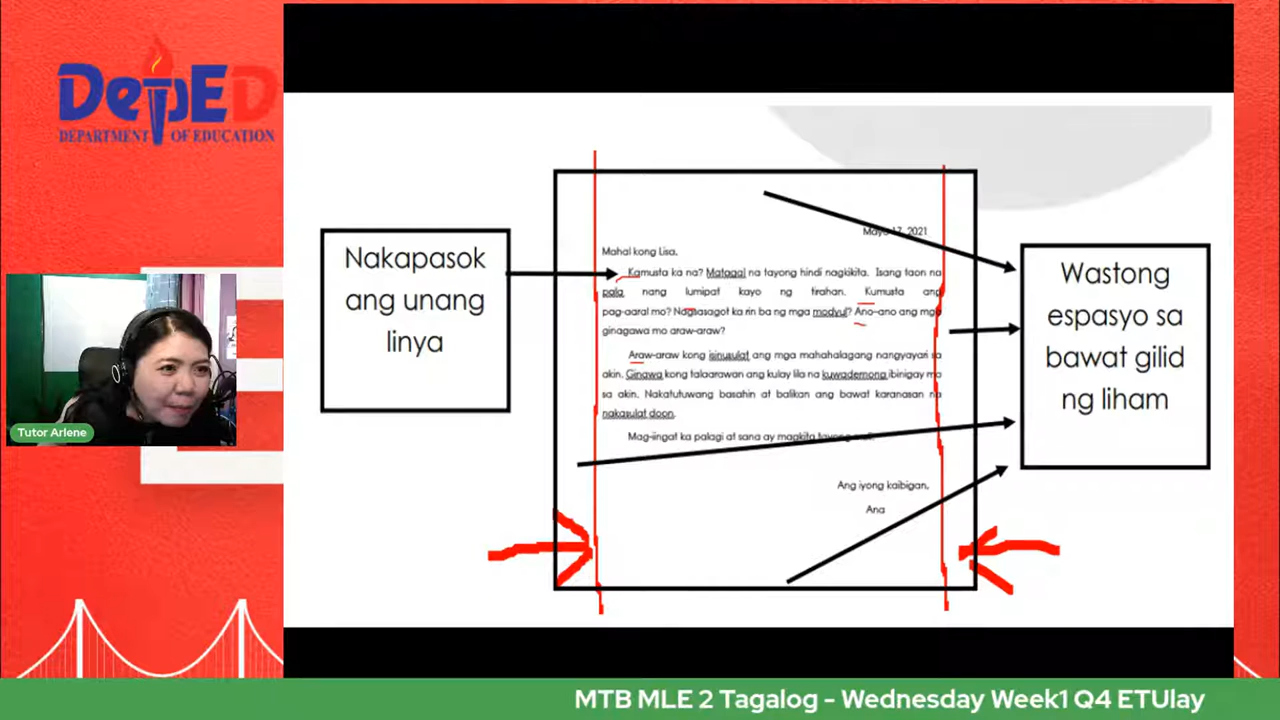 DepED
DEPARTMENT OF EDUCATION
Nakapasok
ang unang
linya
Mayo 17, 2021
Mahal kong Lisa,
Kamusta ka na? Matagal na tayong hindi nagkikita. Isang taon na
pala nang lumipat kayo ng tirahan. Kumusta ang
pag-aaral mo? Nagsasagot ka rin ba ng mga modyul? Ano-ano ang mga
ginagawa mo araw-araw?
Araw-araw kong isinusulat ang mga mahahalagang nangyayari sa
akin. Ginawa kong talaarawan ang kulay lila na kuwadernong ibinigay mo
sa akin. Nakatutuwang basahin at balikan ang bawat karanasan na
nakasulat doon.
Mag-iingat ka palagi at sana ay magkita tayong
Ang iyong kaibigan,
Ana
Wastong
espasyo sa
bawat gilid
ng liham
Tutor Arlene
MTB MLE 2 Tagalog - Wednesday Week1 Q4 ETUlay